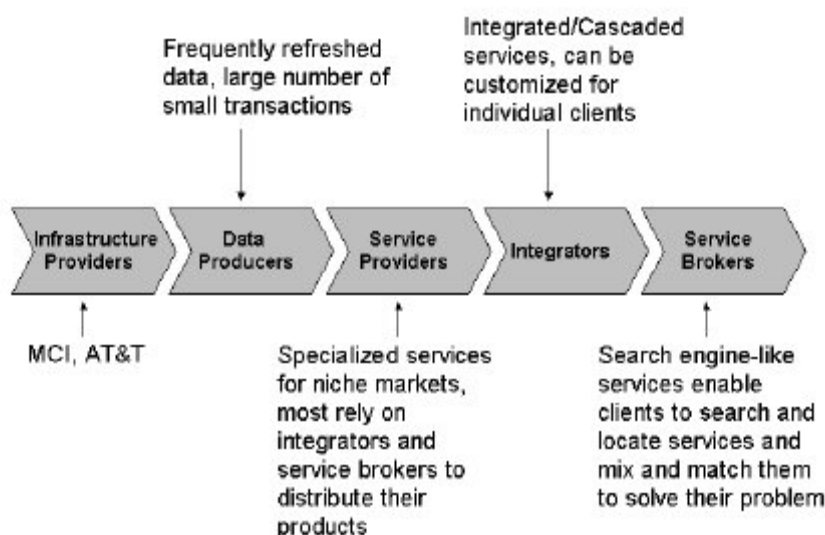 Frequently refreshed
data, large number of
small transactions
Integrated/Cascaded
services, can be
customized for
individual clients
Infrastructure
Providers
Data
Producers
Service
Providers
Integrators
Service
Brokers
MCI, AT&T
Specialized services
for niche markets,
most rely on
integrators and
service brokers to
distribute their
products
Search engine-like
services enable
clients to search and
locate services and
mix and match them
to solve their problem